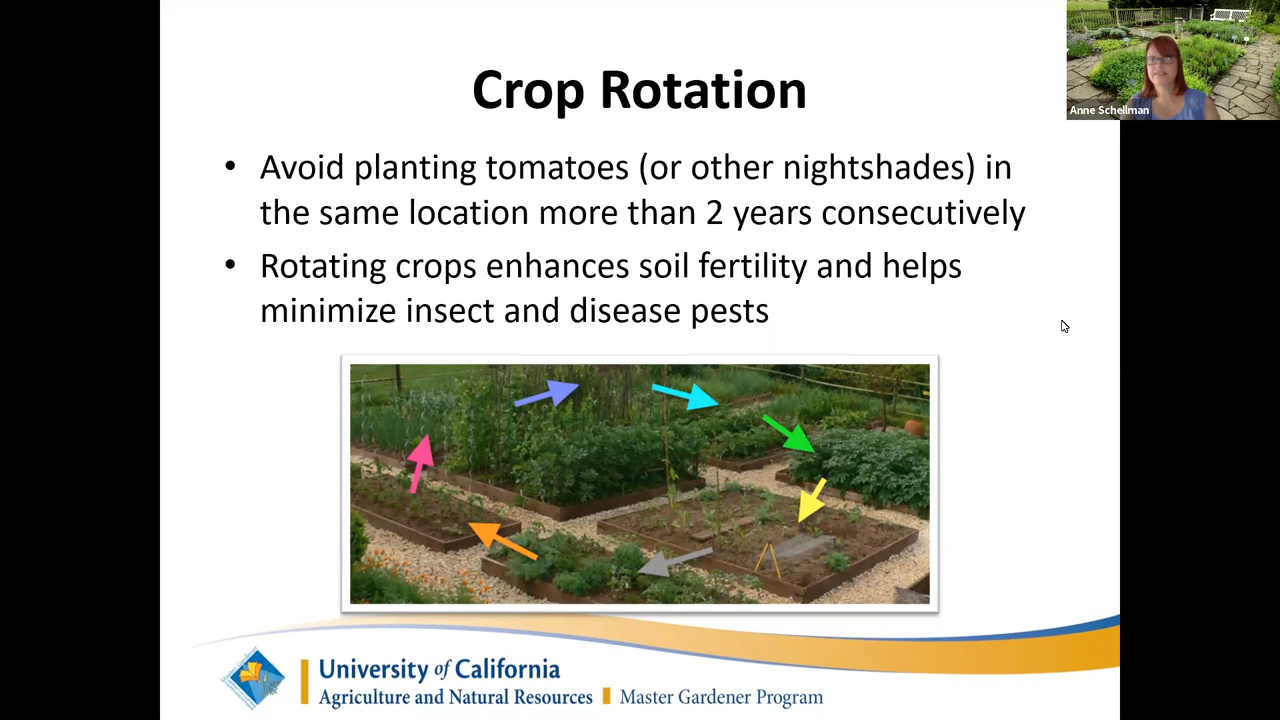 Crop Rotation
Anne Schellman
• Avoid planting tomatoes (or other nightshades) in
the same location more than 2 years consecutively
• Rotating crops enhances soil fertility and helps
minimize insect and disease pests
University of California
Agriculture and Natural Resources Master Gardener Program